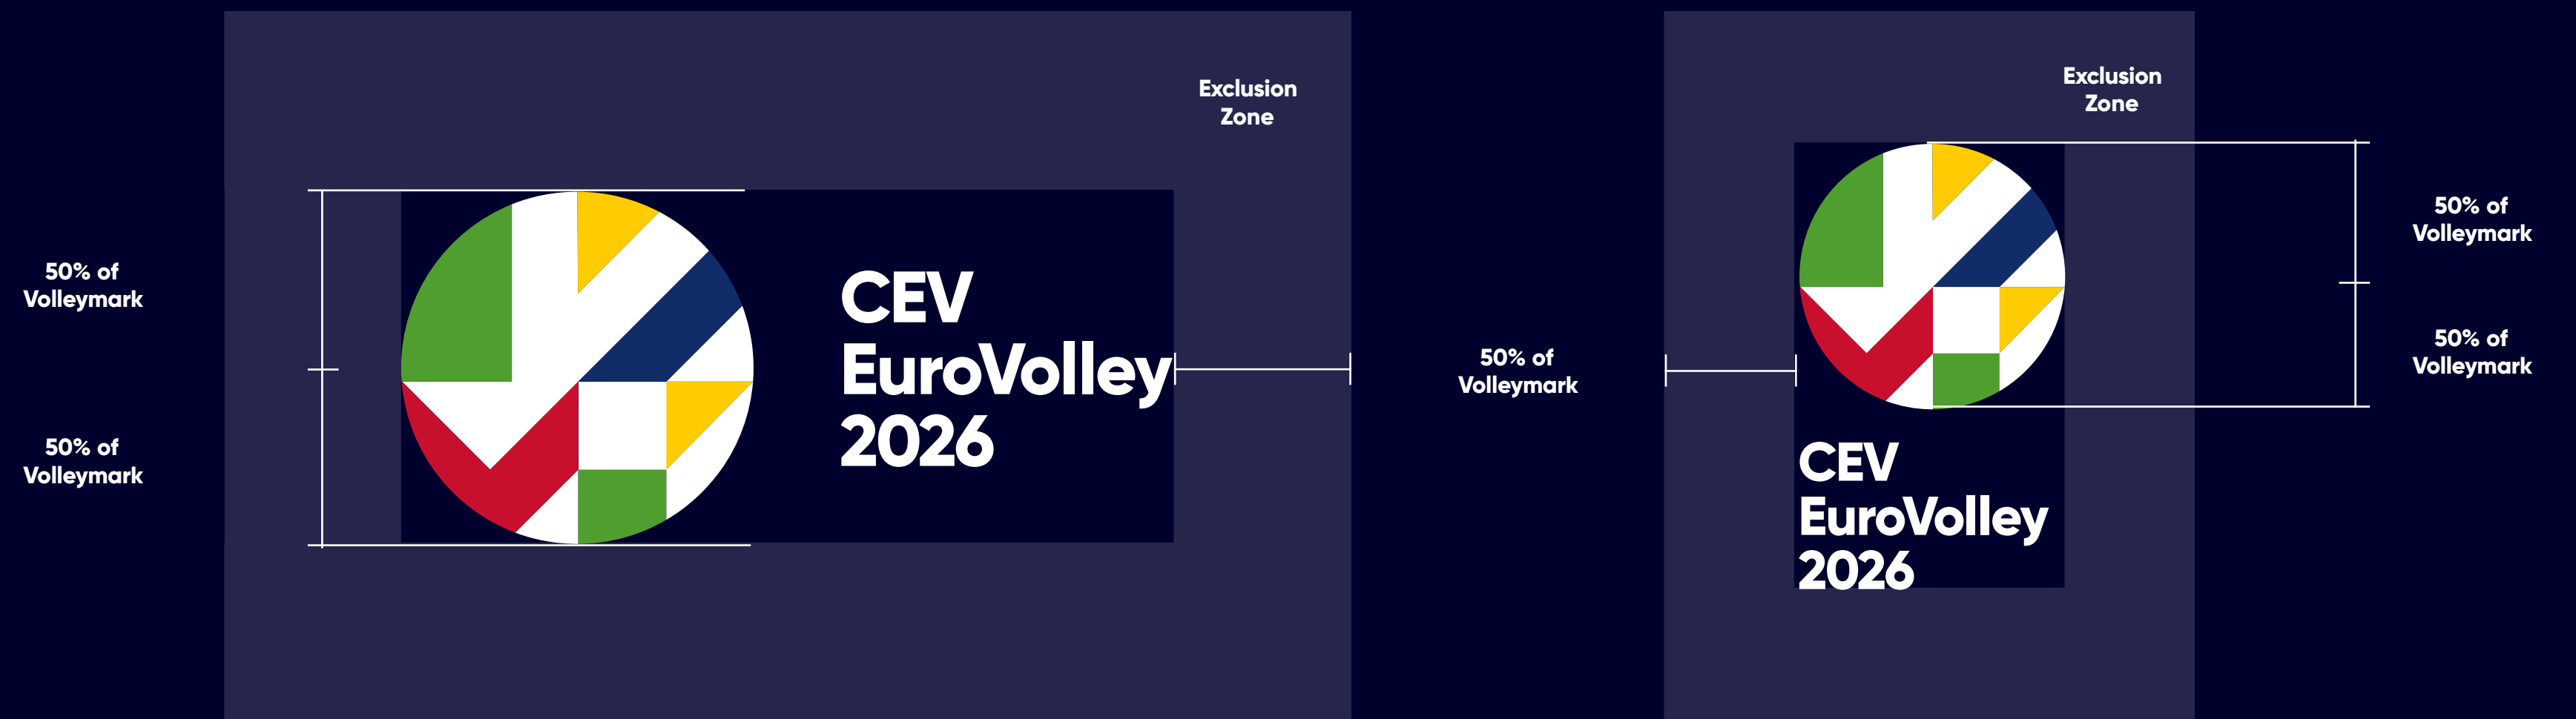 Exclusion
Zone
50% of
Volleymark
50% of
Volleymark
CEV
EuroVolley
2026
50% of
Volleymark
Exclusion
Zone
CEV
EuroVolley
2026
50% of
Volleymark
50% of
Volleymark